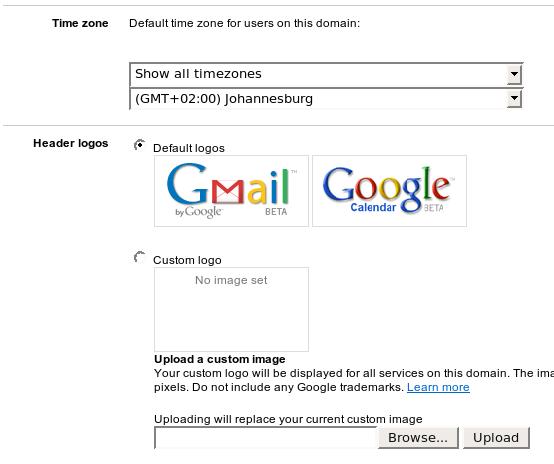 Time zone
Default time zone for users on this domain:
Show all timezones
(GMT+02:00) Johannesburg
Header logos
Default logos
Gmail™
by Google BETA
Google™
Calendar BETA
Custom logo
No image set
Upload a custom image
Your custom logo will be displayed for all services on this domain. The
pixels. Do not include any Google trademarks. Learn more
Uploading will replace your current custom image
Browse... Upload